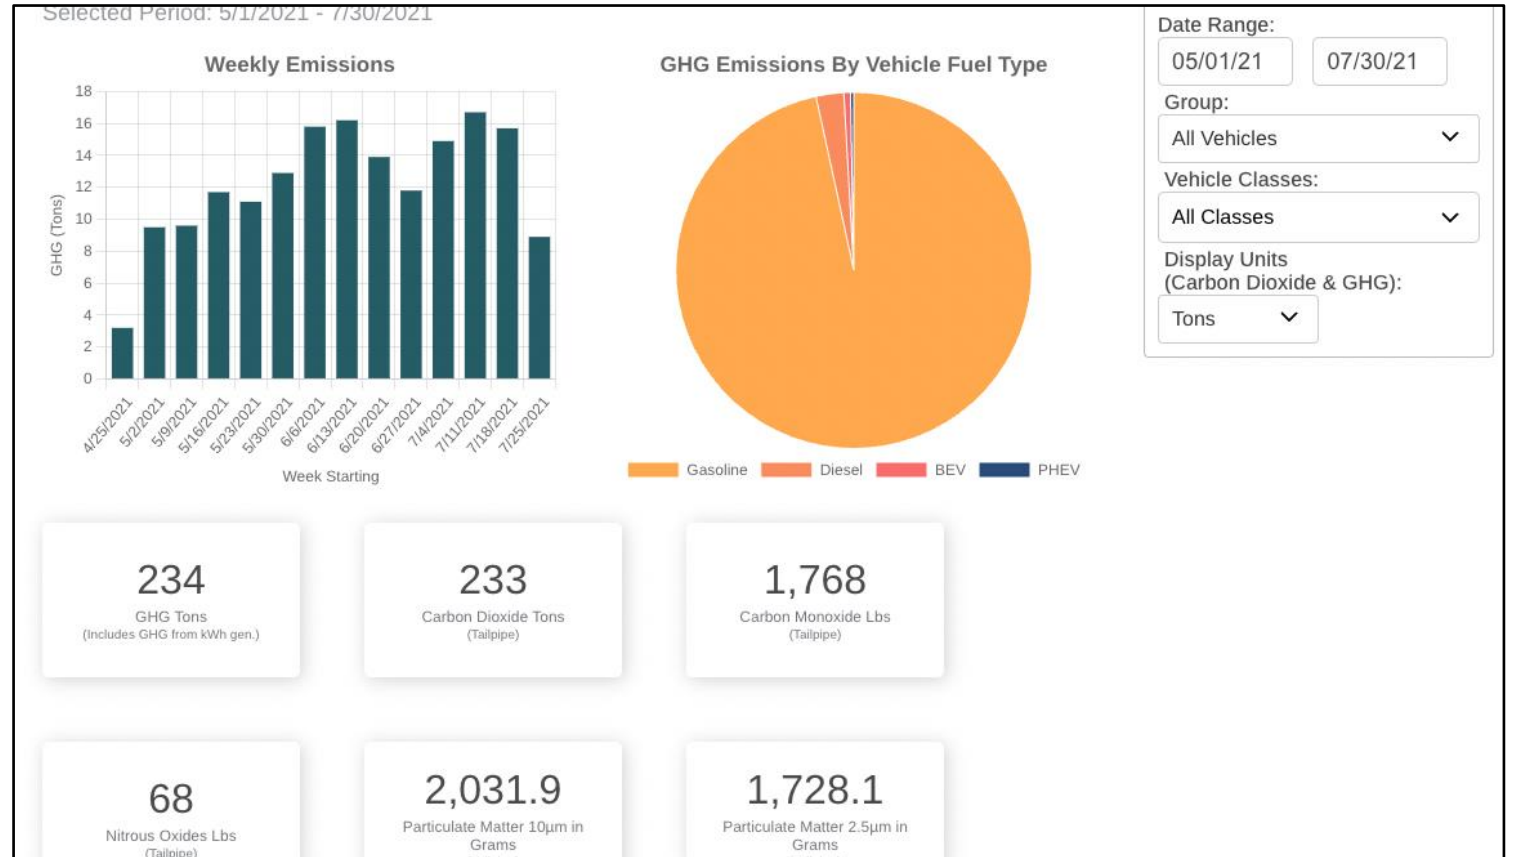 Selected Period: 5/1/2021 - 7/30/2021
Weekly Emissions
18
16
14
12
10
8
6
4
2
0
GHG (Tons)
4/25/2021
5/2/2021
5/9/2021
5/16/2021
5/23/2021
5/30/2021
6/6/2021
6/13/2021
6/20/2021
6/27/2021
7/4/2021
7/11/2021
7/18/2021
7/25/2021
Week Starting
GHG Emissions By Vehicle Fuel Type
Gasoline
Diesel
BEV
PHEV
Date Range:
05/01/21
07/30/21
Group:
All Vehicles
Vehicle Classes:
All Classes
Display Units
(Carbon Dioxide & GHG):
Tons
234
GHG Tons
(Includes GHG from kWh gen.)
233
Carbon Dioxide Tons
(Tailpipe)
1,768
Carbon Monoxide Lbs
(Tailpipe)
68
Nitrous Oxides Lbs
(Tailpipe)
2,031.9
Particulate Matter 10µm in
Grams
1,728.1
Particulate Matter 2.5µm in
Grams